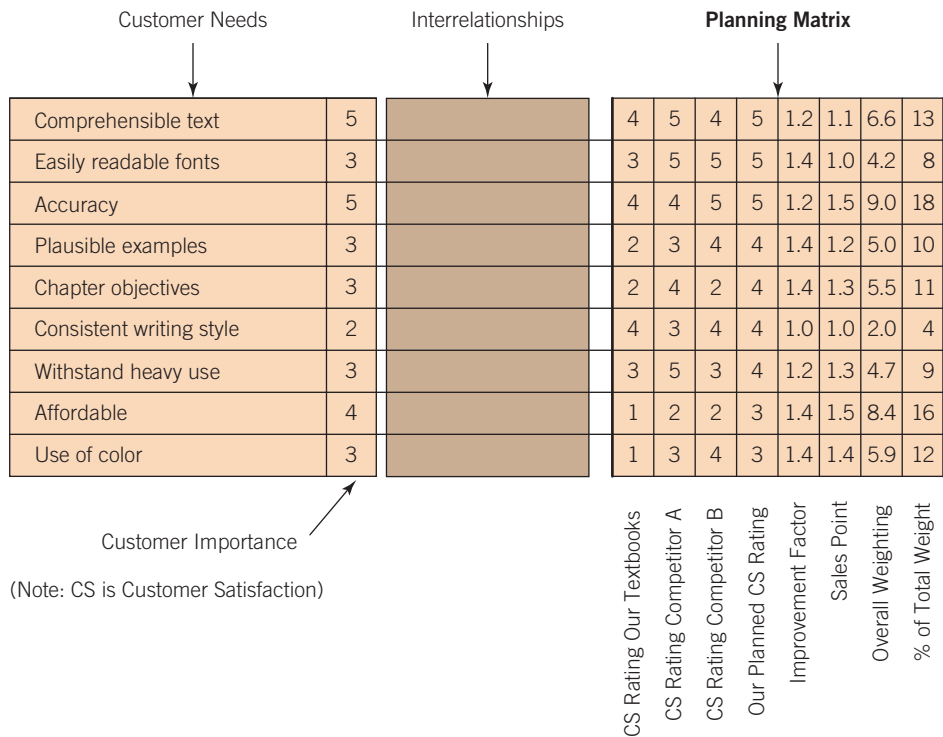 Customer Needs Interrelationships Planning Matrix
Comprehensible text 5 4 5 4 5 1.2 1.1 6.6 13
Easily readable fonts 3 3 5 5 5 1.4 1.0 4.2 8
Accuracy 5 4 4 5 5 1.2 1.5 9.0 18
Plausible examples 3 2 3 4 4 1.4 1.2 5.0 10
Chapter objectives 3 2 4 2 4 1.4 1.3 5.5 11
Consistent writing style 2 4 3 4 4 1.0 1.0 2.0 4
Withstand heavy use 3 3 5 3 4 1.2 1.3 4.7 9
Affordable 4 1 2 2 3 1.4 1.5 8.4 16
Use of color 3 1 3 4 3 1.4 1.4 5.9 12
Customer Importance
(Note: CS is Customer Satisfaction)
CS Rating Our Textbooks
CS Rating Competitor A
CS Rating Competitor B
Our Planned CS Rating
Improvement Factor
Sales Point
Overall Weighting
% of Total Weight